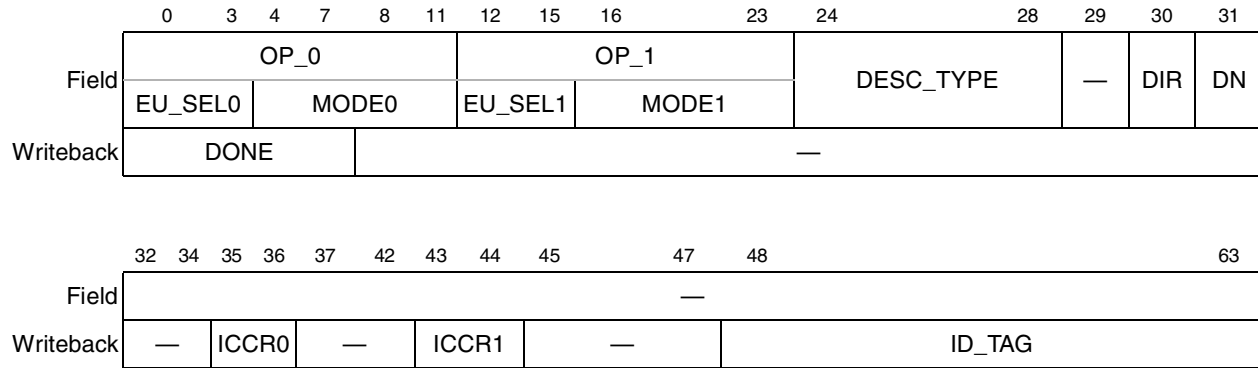 0 3 4 7 8 11 12 15 16 23 24 28 29 30 31
Field OP_0 OP_1 DESC_TYPE — DIR DN
EU_SEL0 MODE0 EU_SEL1 MODE1
Writeback DONE —
32 34 35 36 37 42 43 44 45 47 48 63
Field —
Writeback — ICCR0 — ICCR1 — ID_TAG